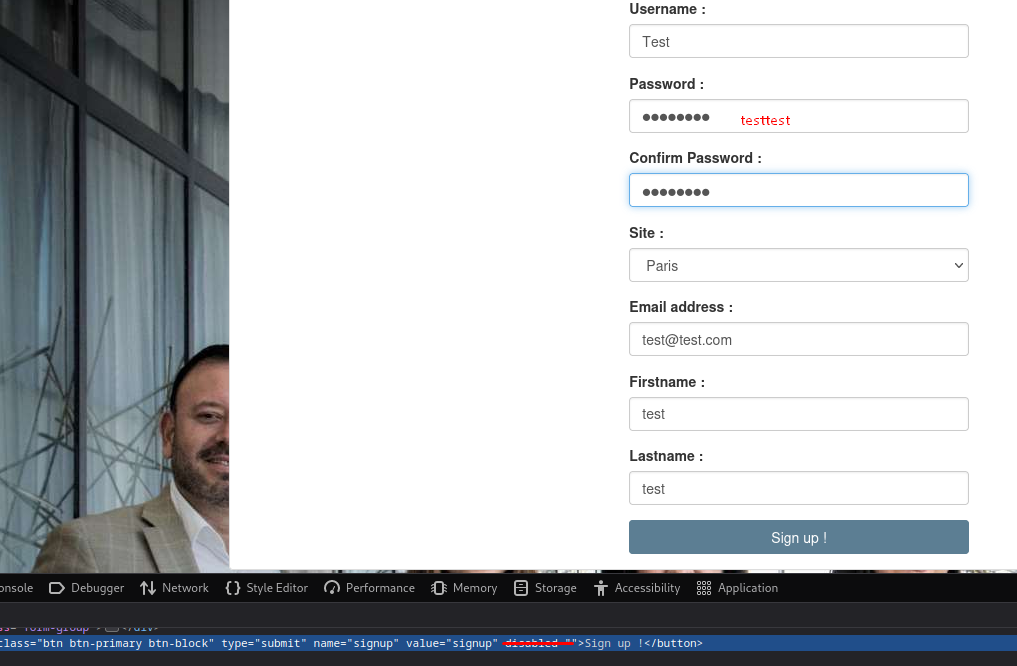 Username :
Test
Password :
●●●●●●●● testtest
Confirm Password :
●●●●●●●●
Site :
Paris
Email address :
test@test.com
Firstname :
test
Lastname :
test
Sign up !
onsole Debugger Network {} Style Editor Performance Memory Storage Accessibility Application
class="btn btn-primary btn-block" type="submit" name="signup" value="signup" disabled="">Sign up !</button>